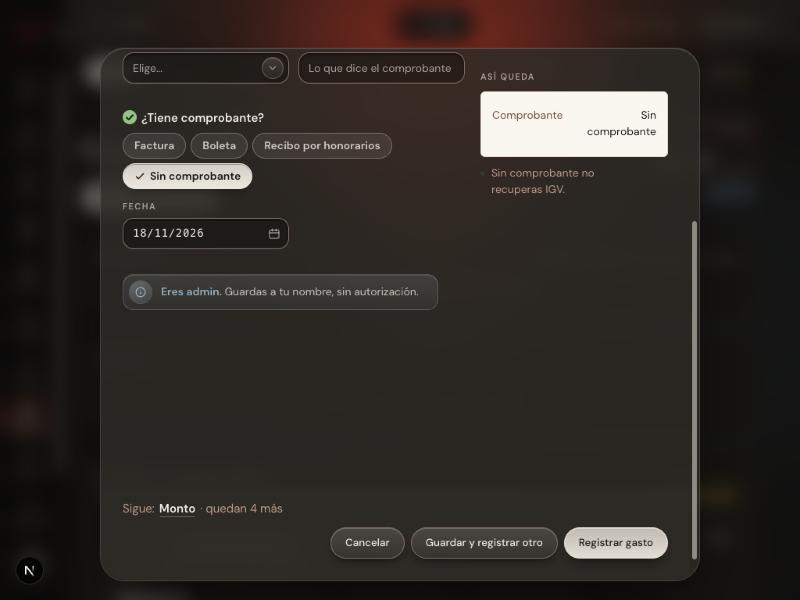 Elige...
Lo que dice el comprobante
¿Tiene comprobante?
Factura
Boleta
Recibo por honorarios
Sin comprobante
FECHA
18/11/2026
Eres admin. Guardas a tu nombre, sin autorización.
ASÍ QUEDA
Comprobante
Sin
comprobante
Sin comprobante no
recuperas IGV.
Sigue: Monto · quedan 4 más
Cancelar
Guardar y registrar otro
Registrar gasto
N